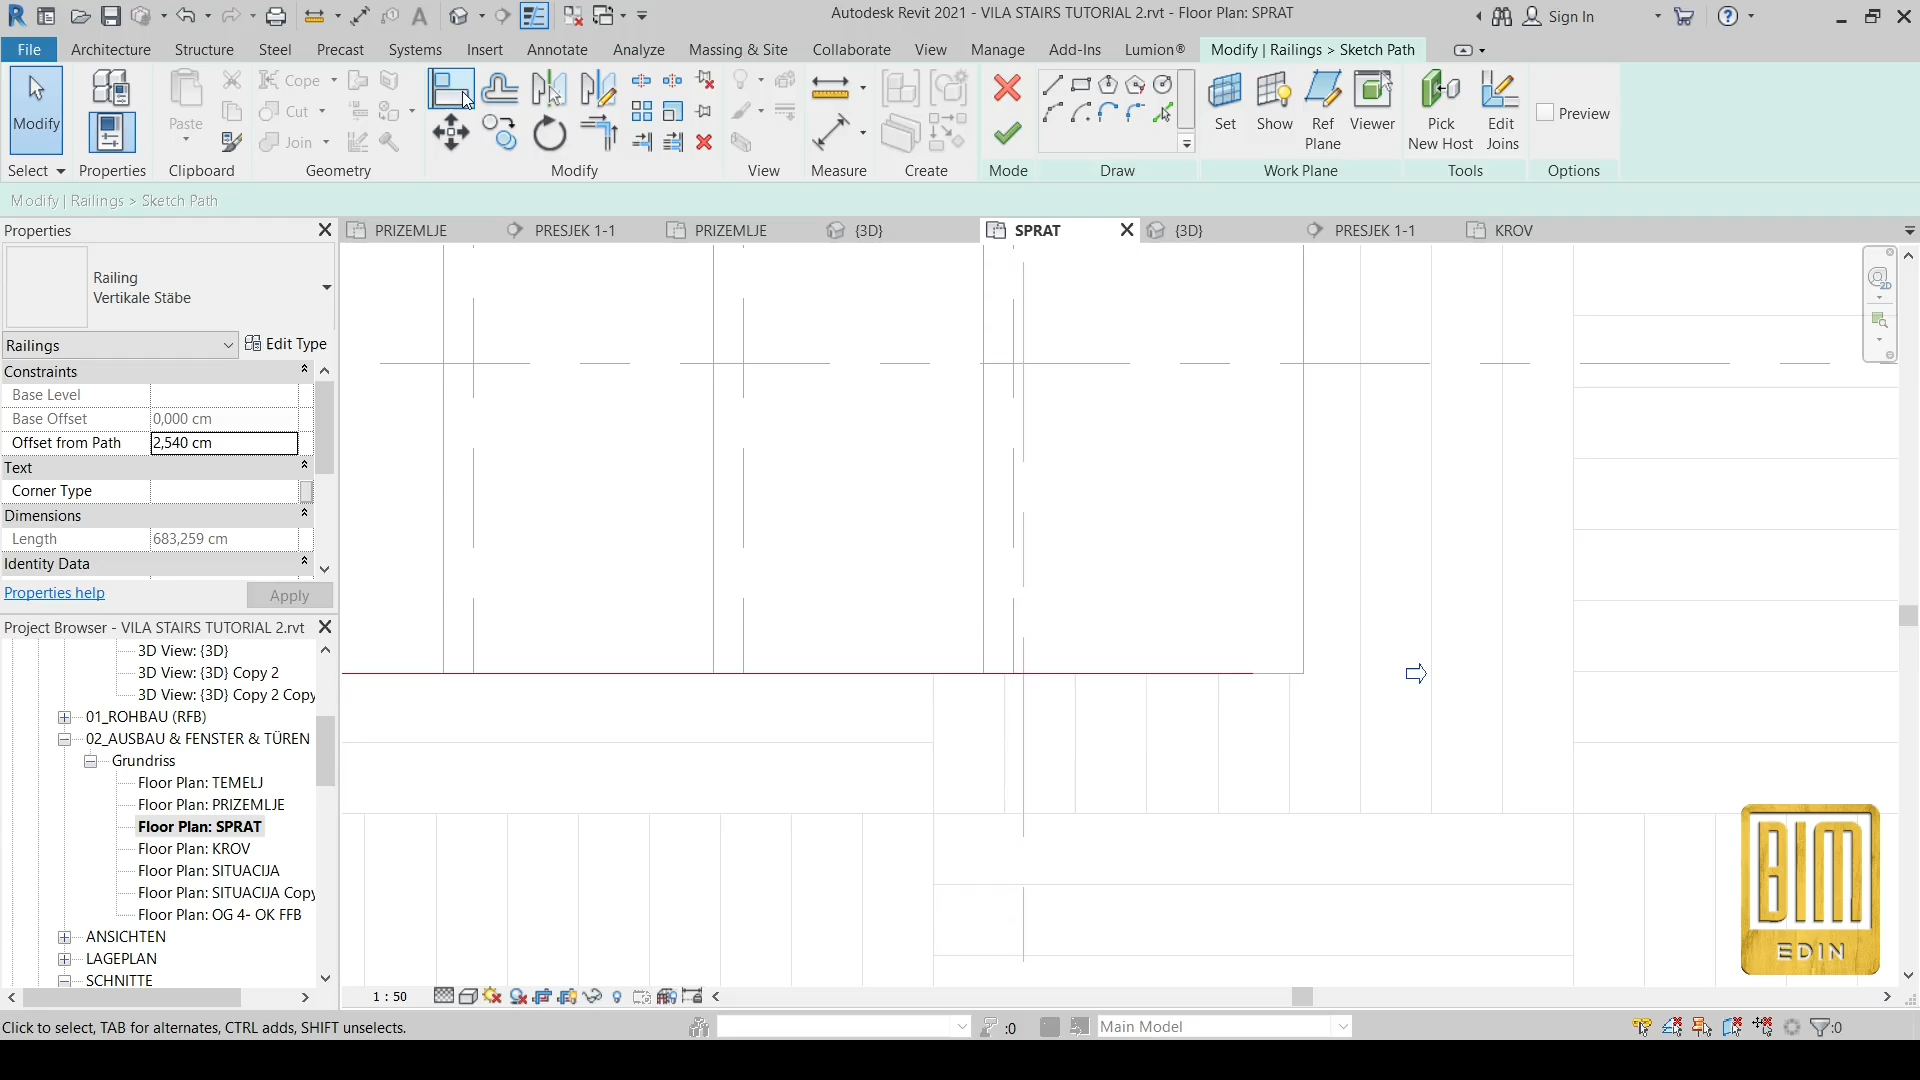 Autodesk Revit 2021 - VILA STAIRS TUTORIAL 2.rvt - Floor Plan: SPRAT
Sign In
File Architecture Structure Steel Precast Systems Insert Annotate Analyze Massing & Site Collaborate View Manage Add-Ins Lumion® Modify | Railings > Sketch Path
Modify
Paste
Cope
Cut
Join
Set
Show
Ref
Plane
Viewer
Pick
New Host
Edit
Joins
Preview
Select Properties Clipboard Geometry Modify View Measure Create Mode Draw Work Plane Tools Options
Modify | Railings > Sketch Path
Properties
PRIZEMLJE PRESJEK 1-1 PRIZEMLJE {3D} SPRAT {3D} PRESJEK 1-1 KROV
2D
Railing
Vertikale Stäbe
Railings
Edit Type
Constraints
Base Level
Base Offset 0,000 cm
Offset from Path 2,540 cm
Text
Corner Type
Dimensions
Length 683,259 cm
Identity Data
Properties help
Apply
Project Browser - VILA STAIRS TUTORIAL 2.rvt
3D View: {3D}
3D View: {3D} Copy 2
3D View: {3D} Copy 2 Copy
01_ROHBAU (RFB)
02_AUSBAU & FENSTER & TÜREN
Grundriss
Floor Plan: TEMELJ
Floor Plan: PRIZEMLJE
Floor Plan: SPRAT
Floor Plan: KROV
Floor Plan: SITUACIJA
Floor Plan: SITUACIJA Copy
Floor Plan: OG 4- OK FFB
ANSICHTEN
LAGEPLAN
SCHNITTE
BIM
EDIN
1 : 50
Click to select, TAB for alternates, CTRL adds, SHIFT unselects.
:0
Main Model
:0